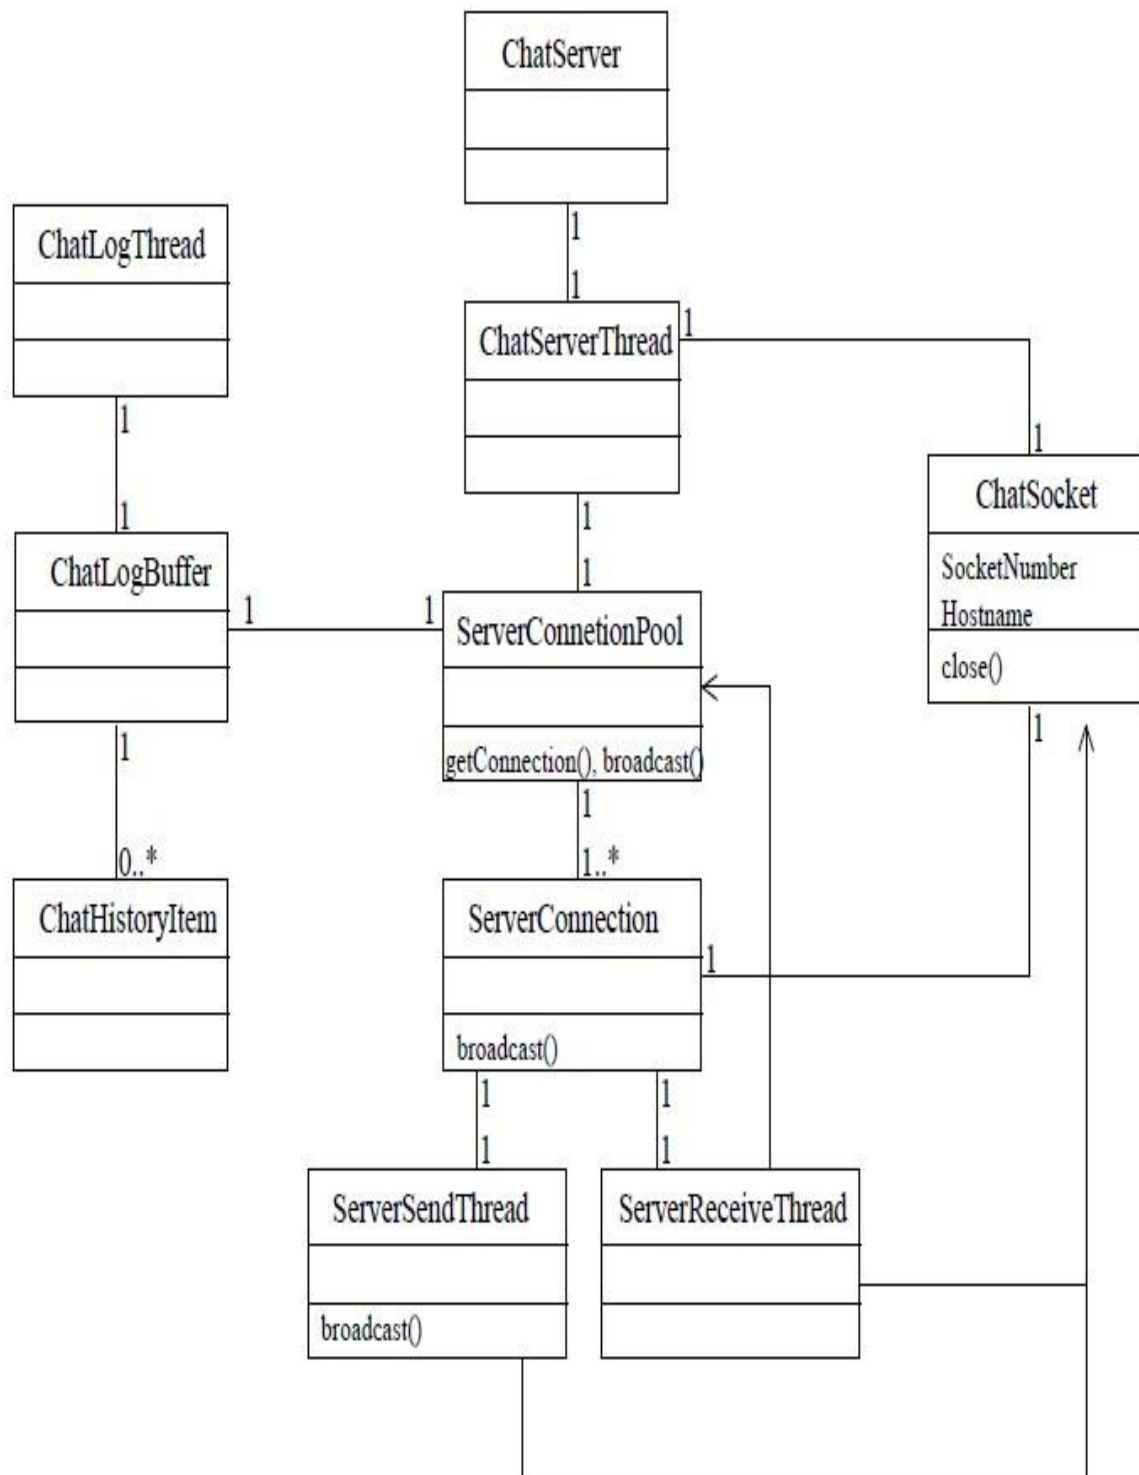 ChatServer
1
1
ChatLogThread
ChatServerThread
1
1
1
1
1
1
ChatSocket
SocketNumber
Hostname
close()
1
ChatLogBuffer
1
1
ServerConnetionPool
getConnection(), broadcast()
1
0..*
1
1..*
ChatHistoryItem
ServerConnection
1
broadcast()
1
1
1
1
1
ServerSendThread
broadcast()
ServerReceiveThread